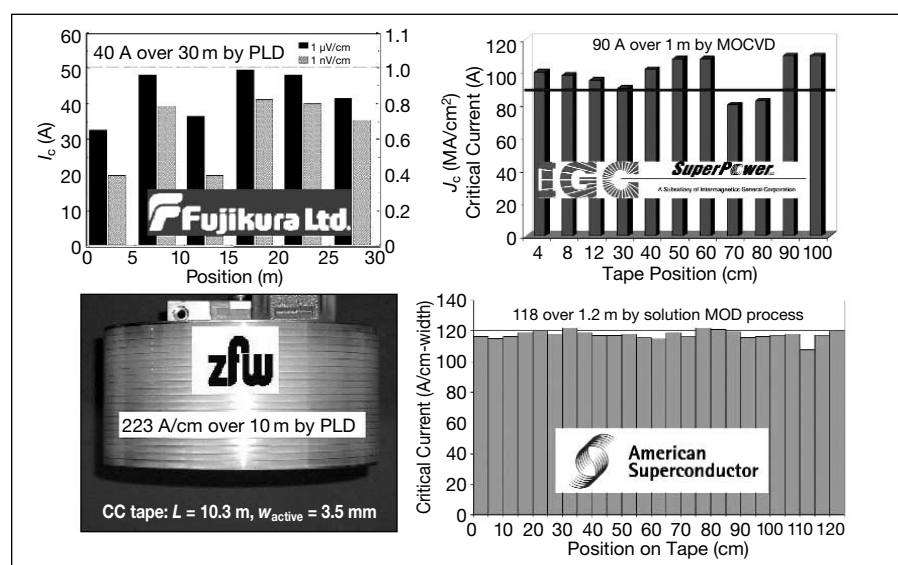 40 A over 30 m by PLD
1 μV/cm
1 nV/cm
60
50
40
30
20
10
0
1.1
1.0
0.8
0.6
0.4
0.2
0
Ic (A)
Jc (MA/cm²)
Fujikura Ltd.
0 5 10 15 20 25 30
Position (m)
90 A over 1 m by MOCVD
120
100
80
60
40
20
0
Critical Current (A)
IGC SuperPower
A Subsidiary of Intermagnetics General Corporation
4 8 12 30 40 50 60 70 80 90 100
Tape Position (cm)
zfw
223 A/cm over 10 m by PLD
CC tape: L = 10.3 m, wactive = 3.5 mm
118 over 1.2 m by solution MOD process
140
120
100
80
60
40
20
0
Critical Current (A/cm-width)
American
Superconductor
0 10 20 30 40 50 60 70 80 90 100 110 120
Position on Tape (cm)